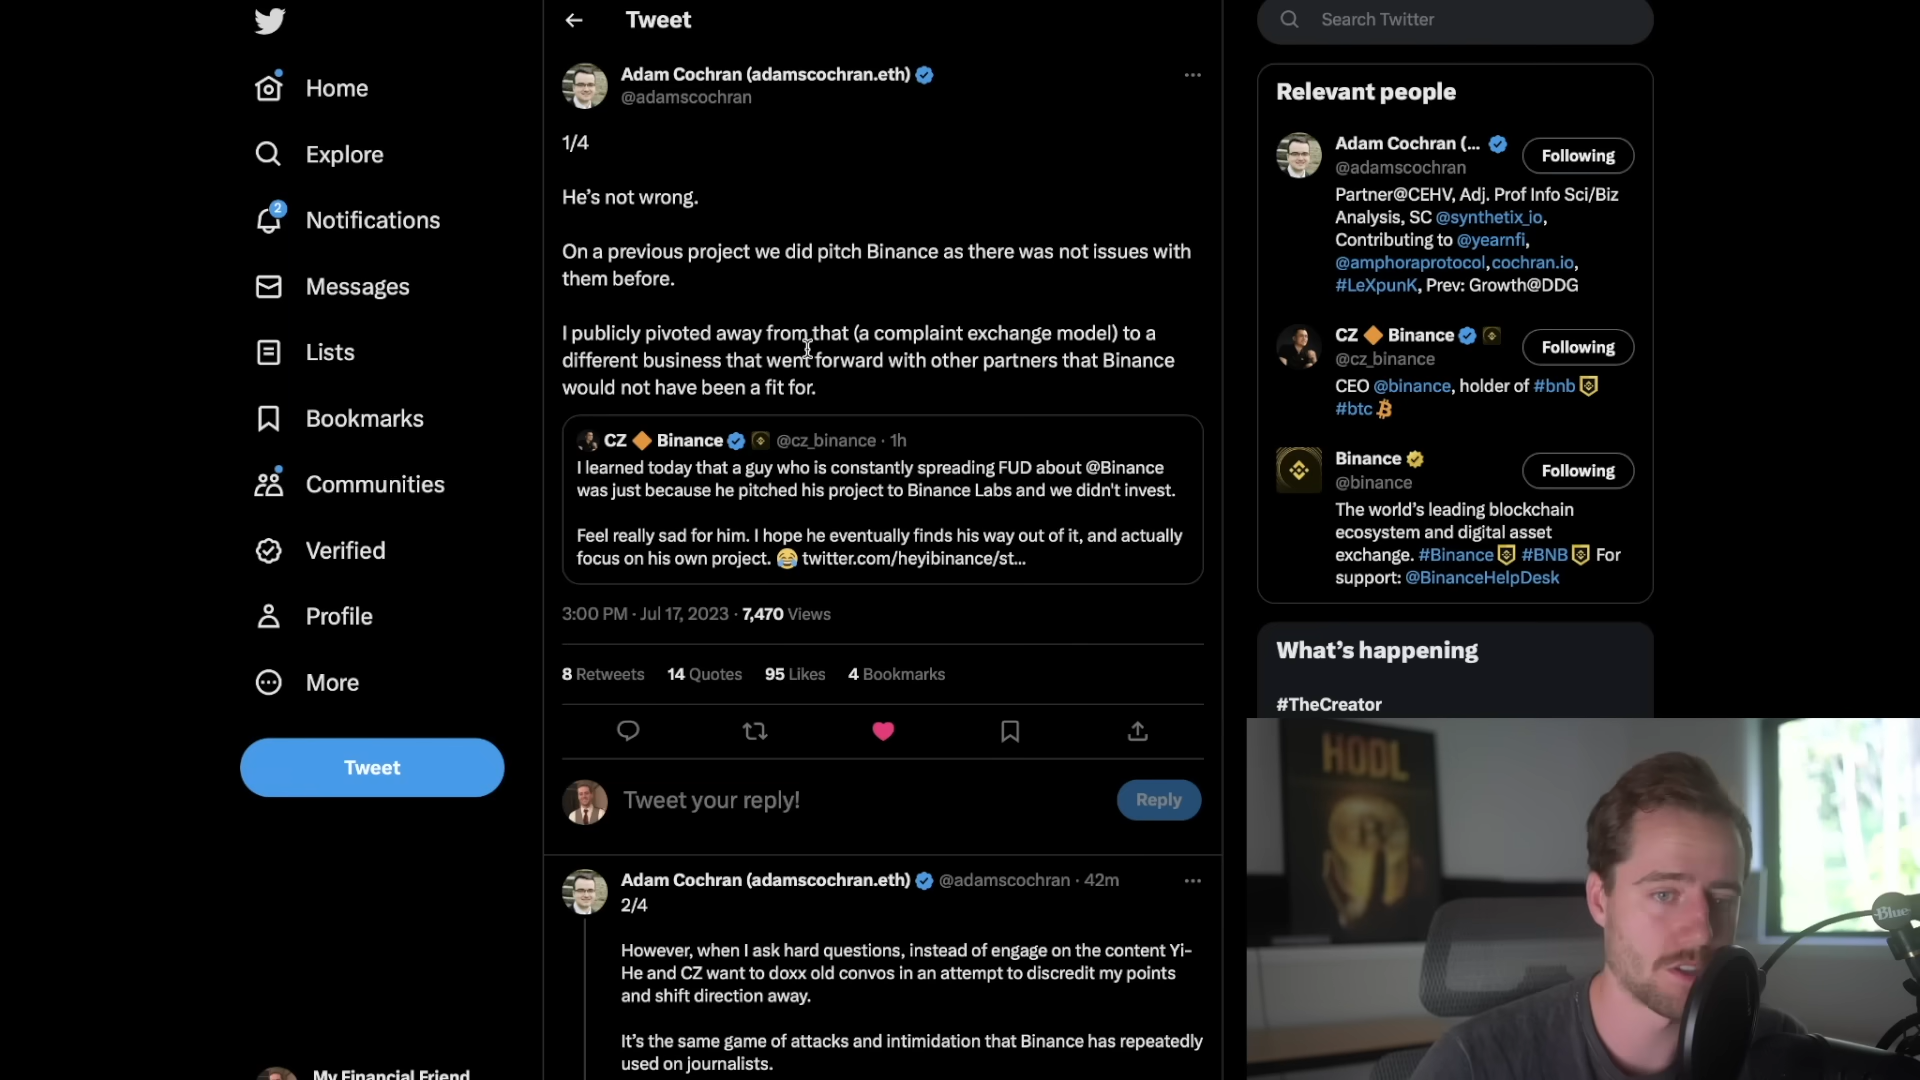 Home
Explore
2
Notifications
Messages
Lists
Bookmarks
Communities
Verified
Profile
More
Tweet
My Financial Friend
Tweet
Adam Cochran (adamscochran.eth)
@adamscochran
1/4
He's not wrong.
On a previous project we did pitch Binance as there was not issues with
them before.
I publicly pivoted away from that (a complaint exchange model) to a
different business that went forward with other partners that Binance
would not have been a fit for.
CZ 🔶 Binance @cz_binance · 1h
I learned today that a guy who is constantly spreading FUD about @Binance
was just because he pitched his project to Binance Labs and we didn't invest.
Feel really sad for him. I hope he eventually finds his way out of it, and actually
focus on his own project. 😂 twitter.com/heyibinance/st...
3:00 PM · Jul 17, 2023 · 7,470 Views
8 Retweets 14 Quotes 95 Likes 4 Bookmarks
Tweet your reply!
Reply
Adam Cochran (adamscochran.eth) @adamscochran · 42m
2/4
However, when I ask hard questions, instead of engage on the content Yi-
He and CZ want to doxx old convos in an attempt to discredit my points
and shift direction away.
It's the same game of attacks and intimidation that Binance has repeatedly
used on journalists.
Search Twitter
Relevant people
Adam Cochran (...
@adamscochran
Following
Partner@CEHV, Adj. Prof Info Sci/Biz
Analysis, SC @synthetix_io,
Contributing to @yearnfi,
@amphoraprotocol,cochran.io,
#LeXpunK, Prev: Growth@DDG
CZ 🔶 Binance
@cz_binance
Following
CEO @binance, holder of #bnb
#btc
Binance
@binance
Following
The world's leading blockchain
ecosystem and digital asset
exchange. #Binance #BNB For
support: @BinanceHelpDesk
What's happening
#TheCreator
HODL
Blue